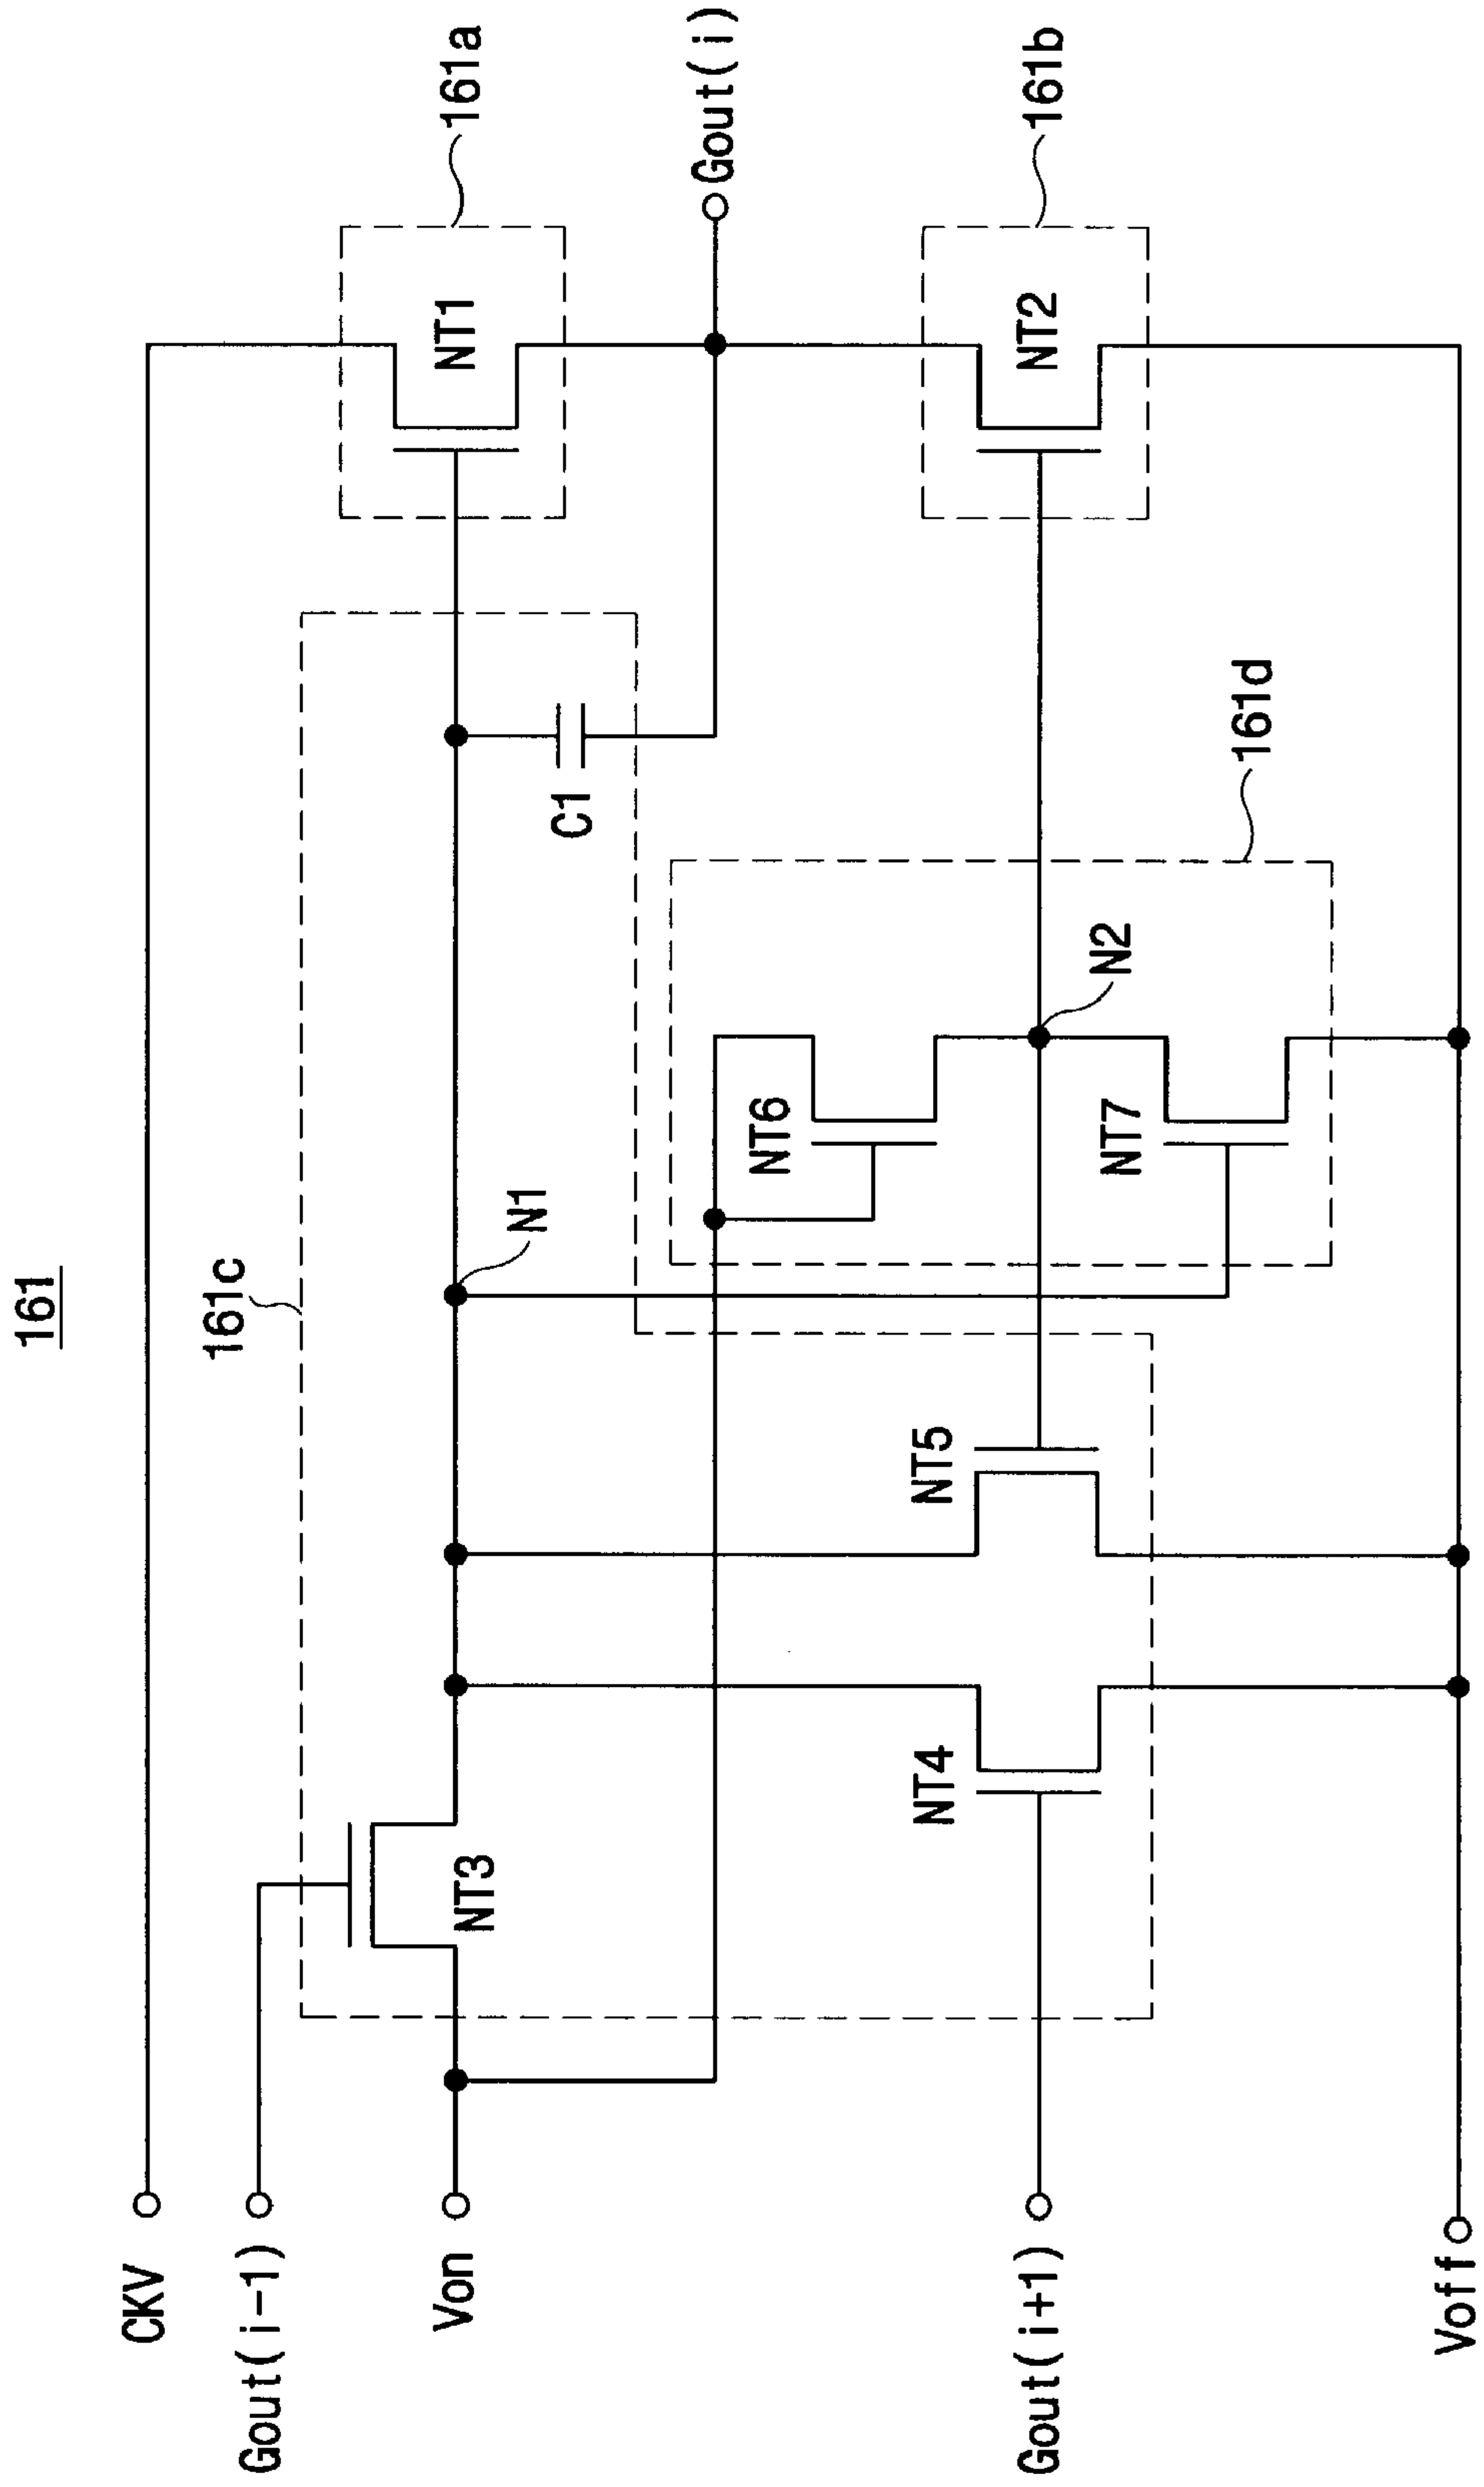 161
CKV
Gout(i-1)
Von
Gout(i+1)
Voff
161c
NT3
NT4
NT5
N1
NT6
NT7
N2
161d
C1
NT1
161a
NT2
161b
Gout(i)